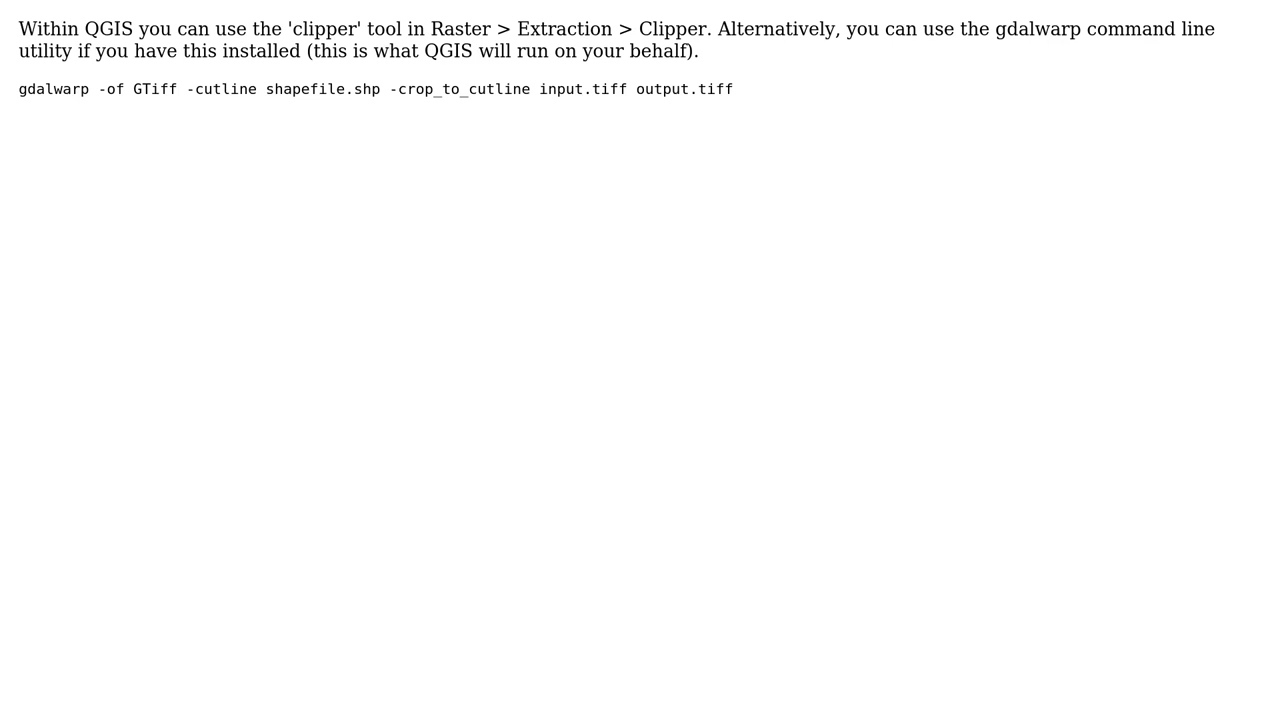 Within QGIS you can use the 'clipper' tool in Raster > Extraction > Clipper. Alternatively, you can use the gdalwarp command line
utility if you have this installed (this is what QGIS will run on your behalf).
gdalwarp -of GTiff -cutline shapefile.shp -crop_to_cutline input.tiff output.tiff